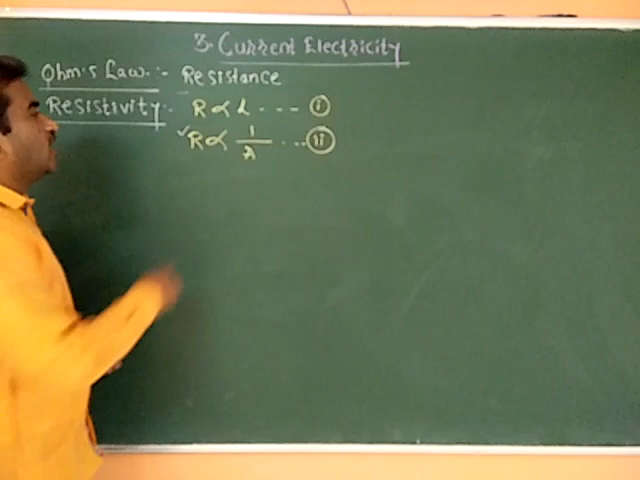 3. Current Electricity
Ohm's Law :- Resistance
Resistivity:- R ∝ l .... (i)
✓R ∝ 1/A ... (ii)